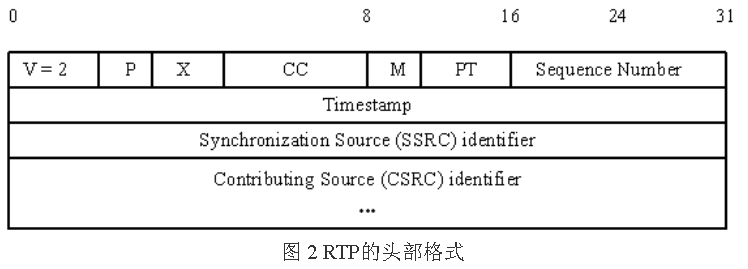 0 8 16 24 31
V = 2 P X CC M PT Sequence Number
Timestamp
Synchronization Source (SSRC) identifier
Contributing Source (CSRC) identifier
...
图 2 RTP的头部格式